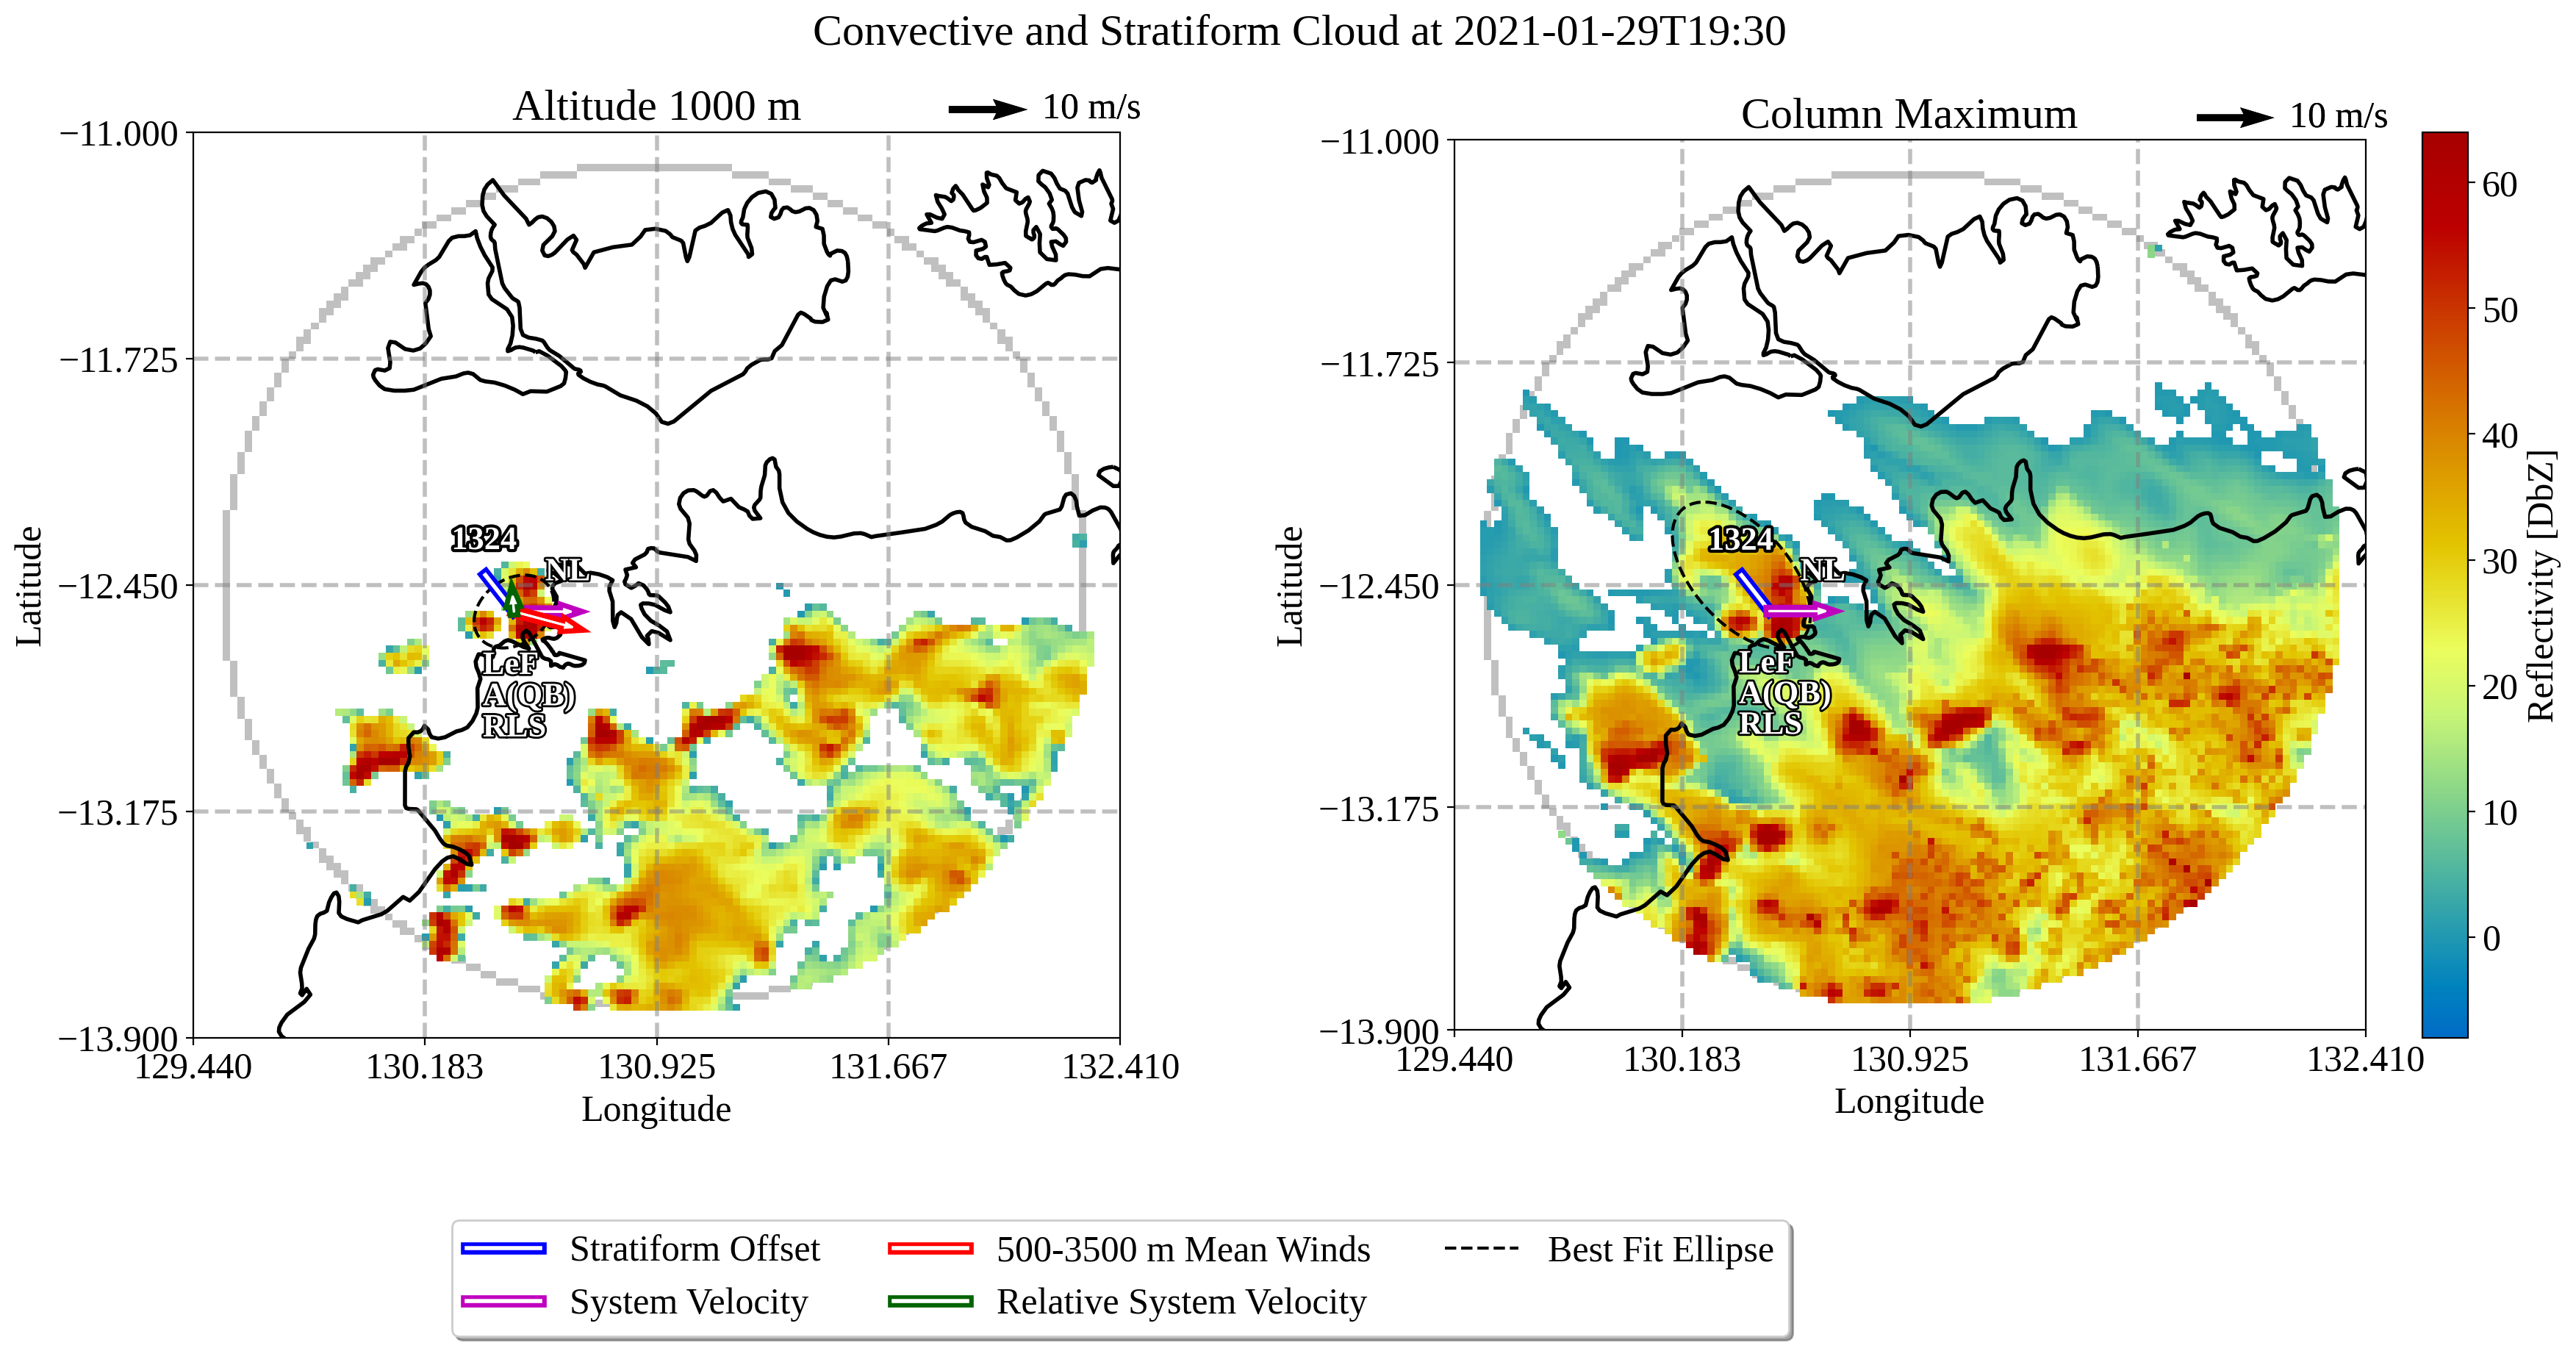 Convective and Stratiform Cloud at 2021-01-29T19:30
Altitude 1000 m
10 m/s
−11.000
−11.725
−12.450
−13.175
−13.900
Latitude
129.440
130.183
130.925
131.667
132.410
Longitude
1324
NL
LeF
A(QB)
RLS
Column Maximum
10 m/s
−11.000
−11.725
−12.450
−13.175
−13.900
Latitude
129.440
130.183
130.925
131.667
132.410
Longitude
1324
NL
LeF
A(QB)
RLS
60
50
40
30
20
10
0
Reflectivity [DbZ]
Stratiform Offset
System Velocity
500-3500 m Mean Winds
Relative System Velocity
Best Fit Ellipse